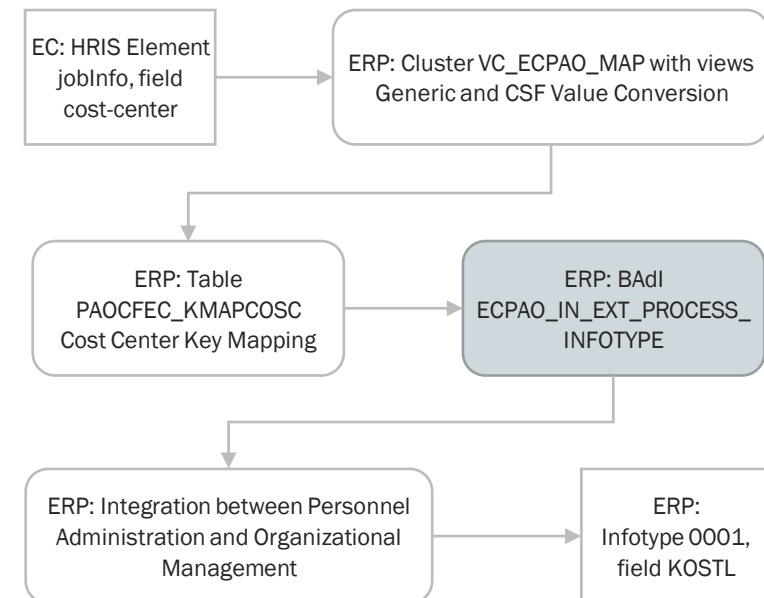 EC: HRIS Element
jobInfo, field
cost-center
ERP: Cluster VC_ECPAO_MAP with views
Generic and CSF Value Conversion
ERP: Table
PAOCFEC_KMAPCOSC
Cost Center Key Mapping
ERP: BAdI
ECPAO_IN_EXT_PROCESS_
INFOTYPE
ERP: Integration between Personnel
Administration and Organizational
Management
ERP:
Infotype 0001,
field KOSTL